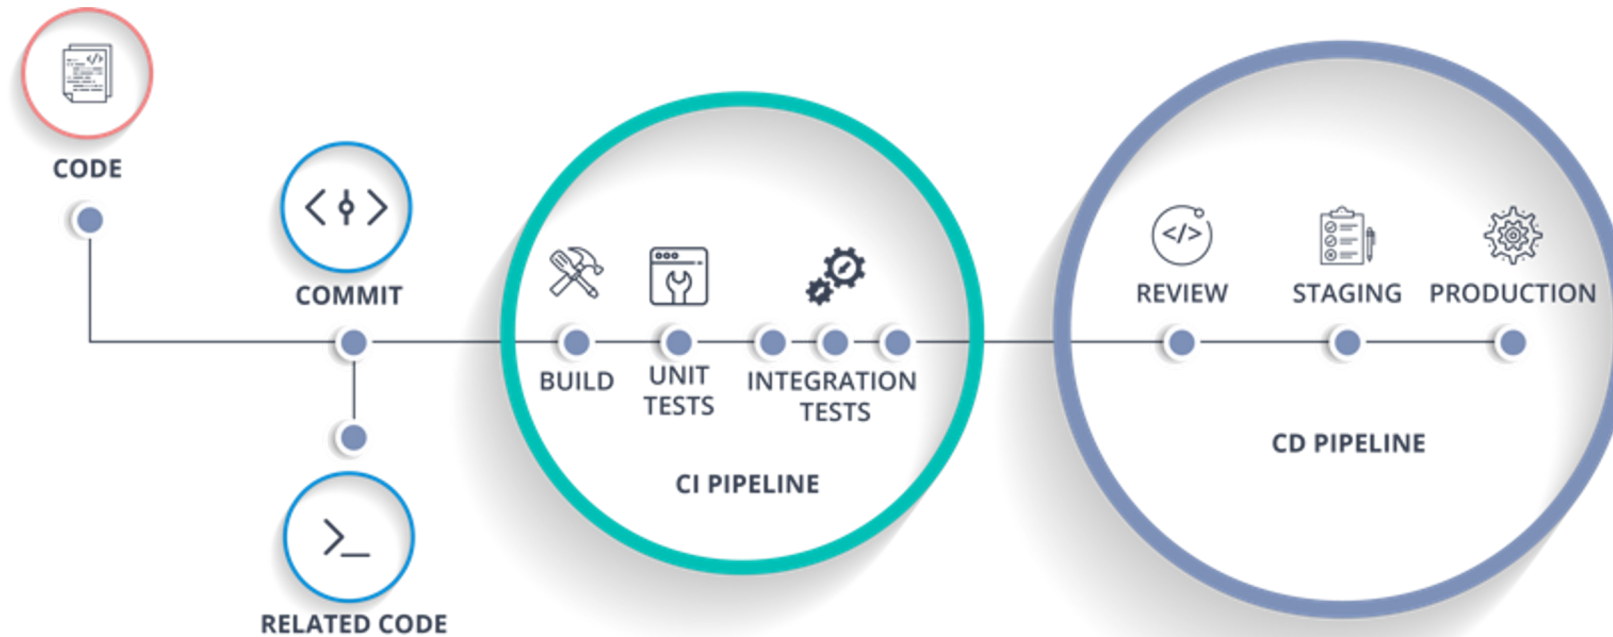 CODE
COMMIT
RELATED CODE
BUILD
UNIT
TESTS
INTEGRATION
TESTS
CI PIPELINE
REVIEW
STAGING
PRODUCTION
CD PIPELINE